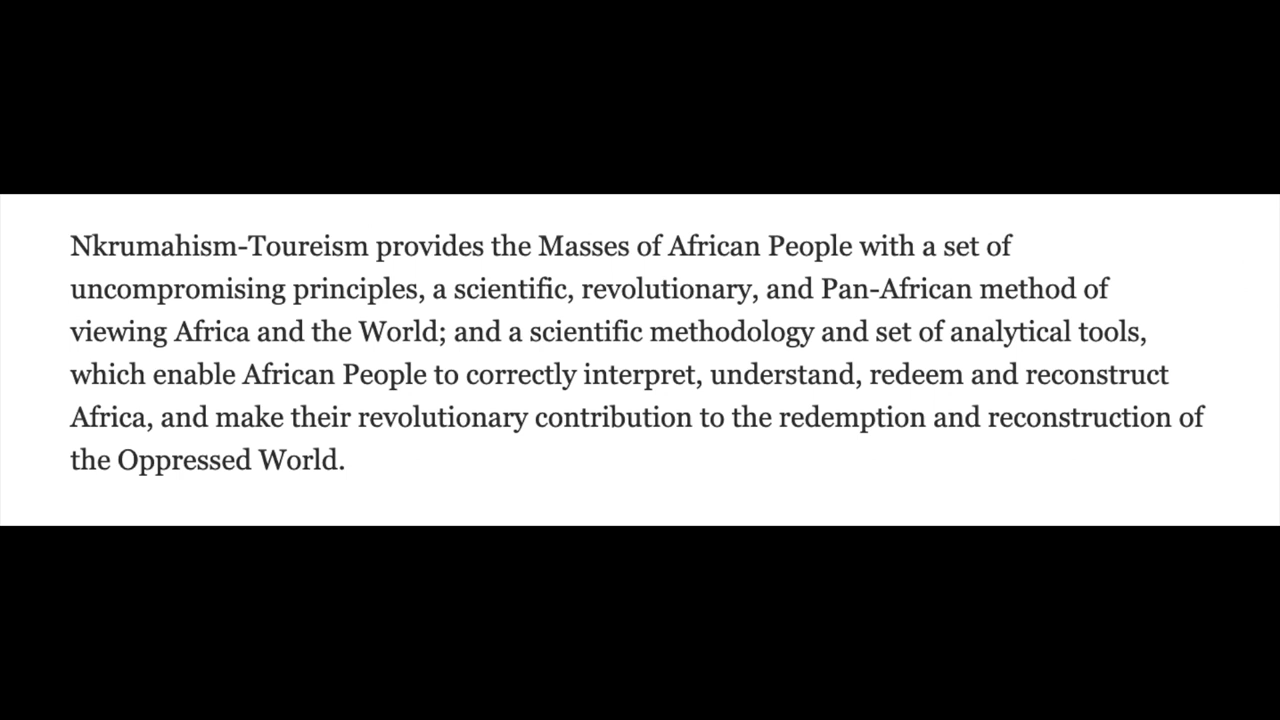 Nkrumahism-Toureism provides the Masses of African People with a set of
uncompromising principles, a scientific, revolutionary, and Pan-African method of
viewing Africa and the World; and a scientific methodology and set of analytical tools,
which enable African People to correctly interpret, understand, redeem and reconstruct
Africa, and make their revolutionary contribution to the redemption and reconstruction of
the Oppressed World.